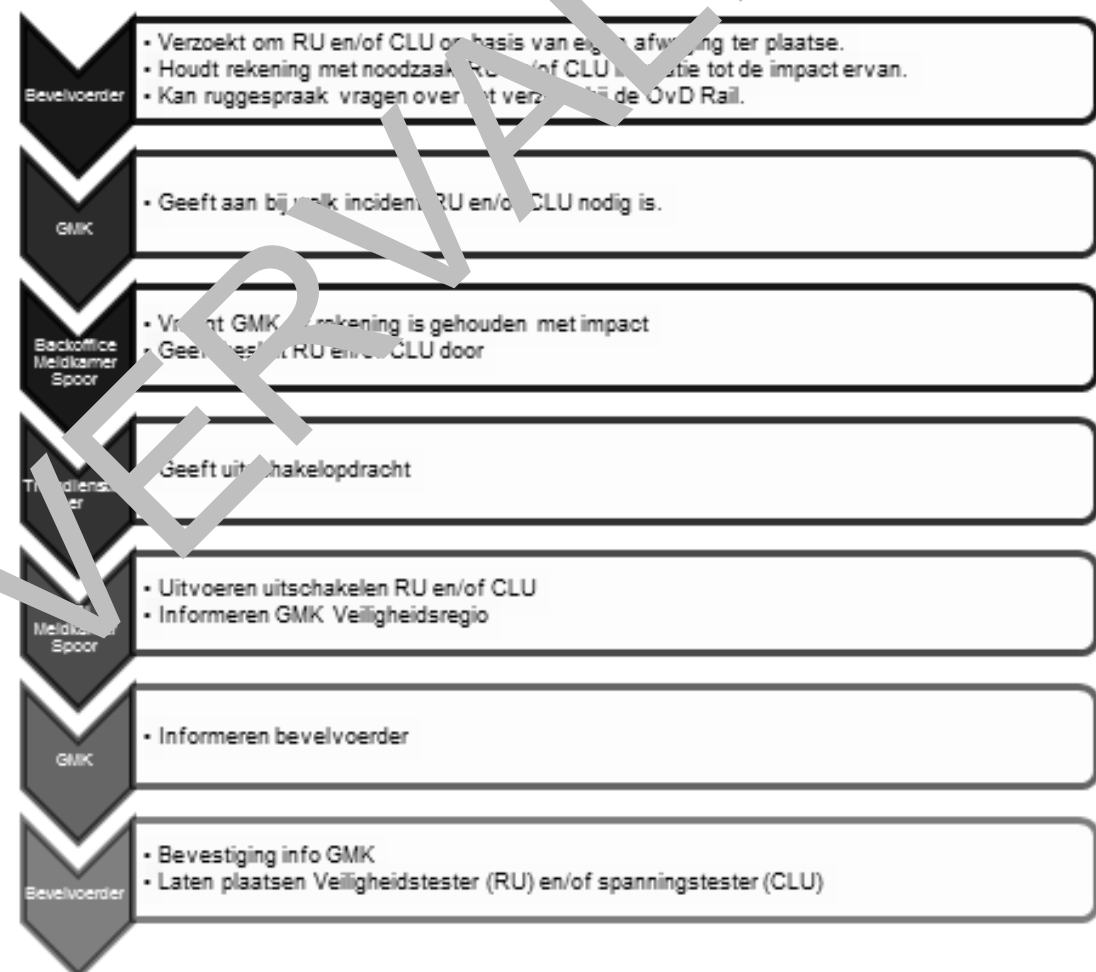 Bevelvoerder
• Verzoekt om RU en/of CLU op basis van eigen afweging ter plaatse.
• Houdt rekening met noodzaak RU en/of CLU in relatie tot de impact ervan.
• Kan ruggespraak vragen over het verzoek bij de OvD Rail.
GMK
• Geeft aan bij welk incident RU en/of CLU nodig is.
Backoffice
Meldkamer
Spoor
• Vraagt GMK of rekening is gehouden met impact
• Geeft besluit RU en/of CLU door
Geeft uitschakelopdracht
Meldkamer
Spoor
• Uitvoeren uitschakelen RU en/of CLU
• Informeren GMK Veiligheidsregio
GMK
• Informeren bevelvoerder
Bevelvoerder
• Bevestiging info GMK
• Laten plaatsen Veiligheidstester (RU) en/of spanningstester (CLU)
VERVAL